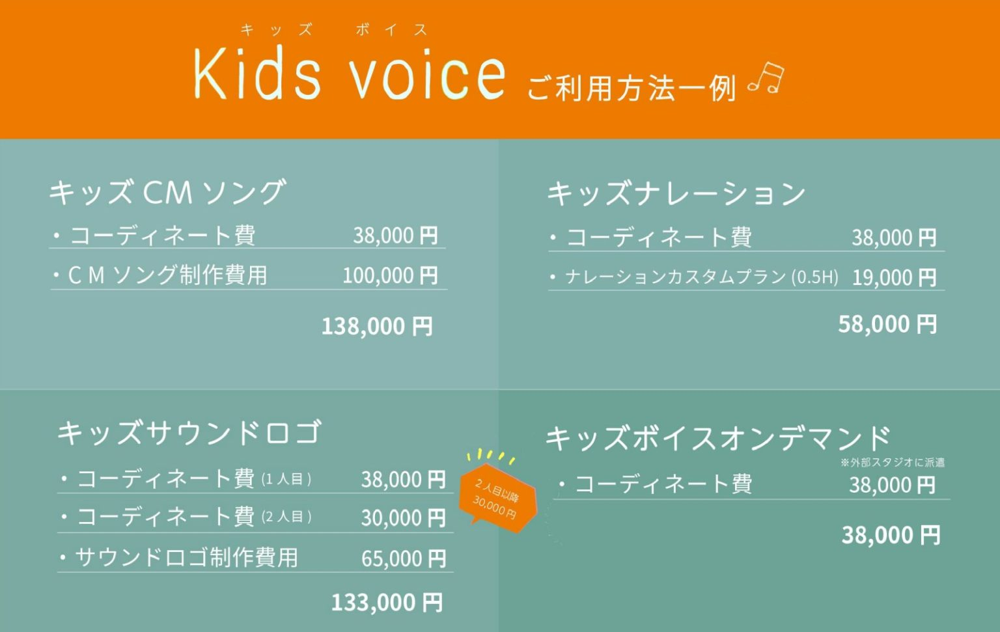 キッズ ボイス
Kids voice ご利用方法一例
キッズ CM ソング
・コーディネート費 38,000 円
・CM ソング制作費用 100,000 円
138,000 円
キッズナレーション
・コーディネート費 38,000 円
・ナレーションカスタムプラン (0.5H) 19,000 円
58,000 円
キッズサウンドロゴ
・コーディネート費 (1 人目) 38,000 円
・コーディネート費 (2 人目) 30,000 円
・サウンドロゴ制作費用 65,000 円
133,000 円
2 人目以降
30,000 円
キッズボイスオンデマンド
※外部スタジオに派遣
・コーディネート費 38,000 円
38,000 円